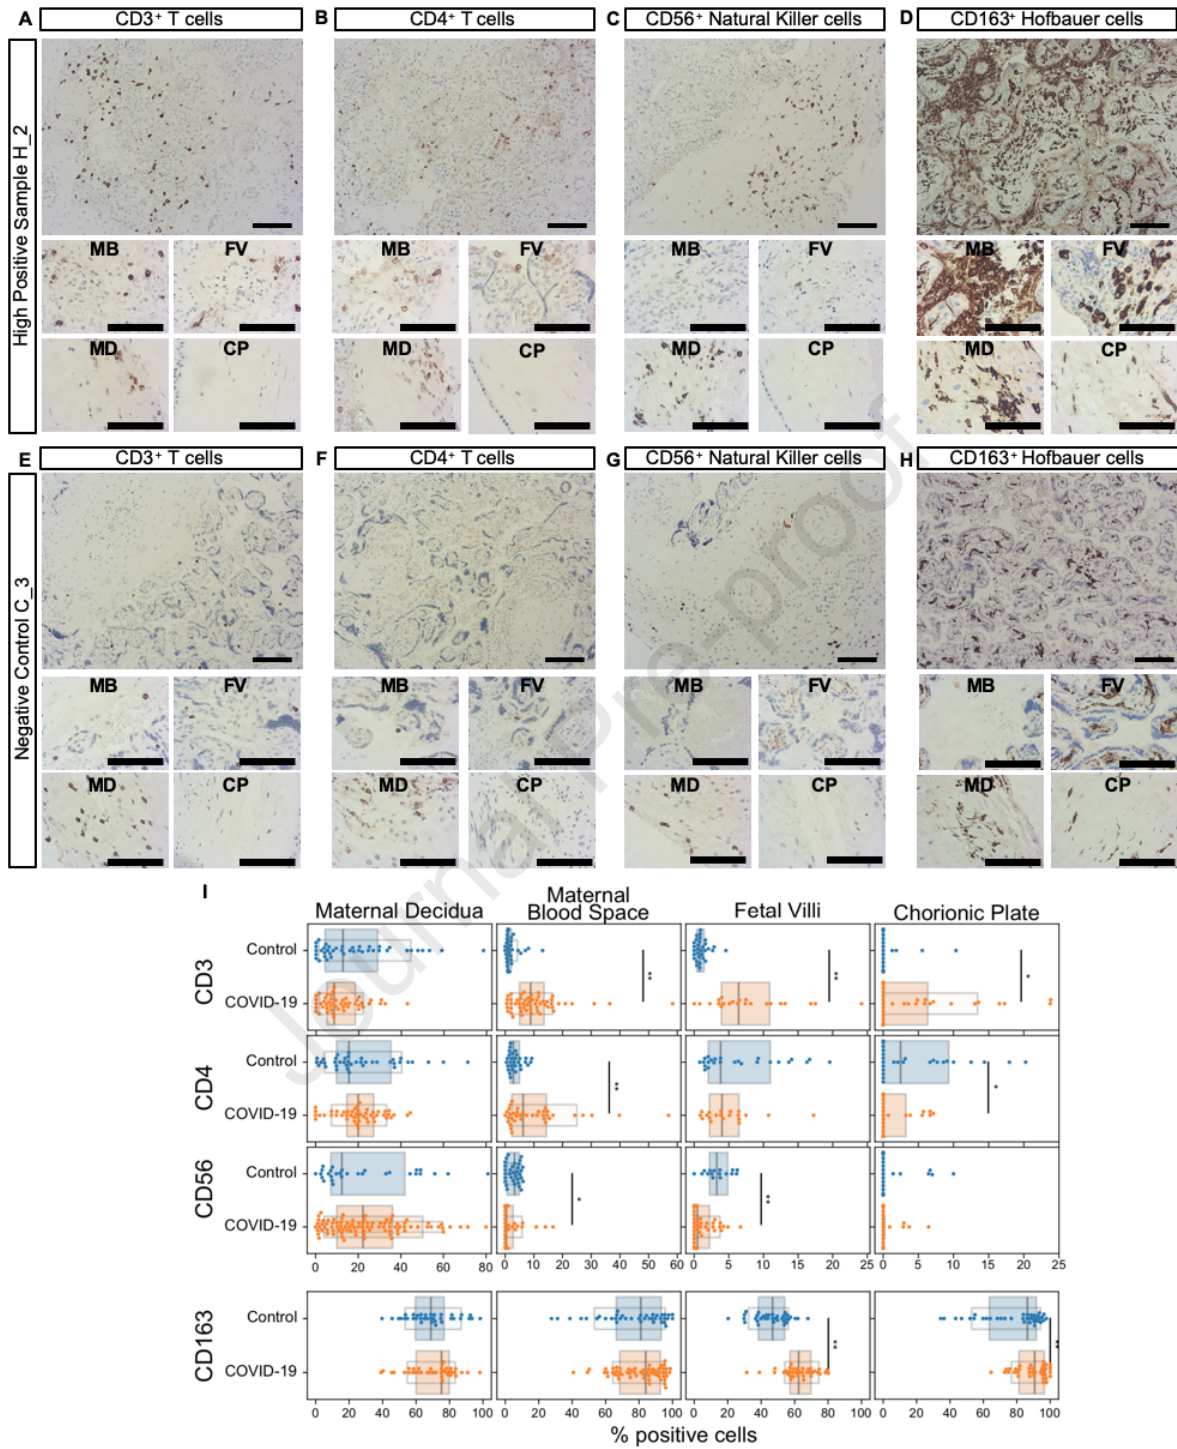 A CD3⁺ T cells B CD4⁺ T cells C CD56⁺ Natural Killer cells D CD163⁺ Hofbauer cells
High Positive Sample H_2
MB FV MB FV MB FV MB FV
MD CP MD CP MD CP MD CP
E CD3⁺ T cells F CD4⁺ T cells G CD56⁺ Natural Killer cells H CD163⁺ Hofbauer cells
Negative Control C_3
MB FV MB FV MB FV MB FV
MD CP MD CP MD CP MD CP
Journal Pre-proof
I
Maternal Decidua
Maternal
Blood Space
Fetal Villi
Chorionic Plate
CD3
Control
COVID-19
** ** *
CD4
Control
COVID-19
** *
CD56
Control
COVID-19
* **
0 20 40 60 80 0 10 20 30 40 50 60 0 5 10 15 20 25 0 5 10 15 20 25
CD163
Control
COVID-19
** **
0 20 40 60 80 100 0 20 40 60 80 100 0 20 40 60 80 100 0 20 40 60 80 100
% positive cells